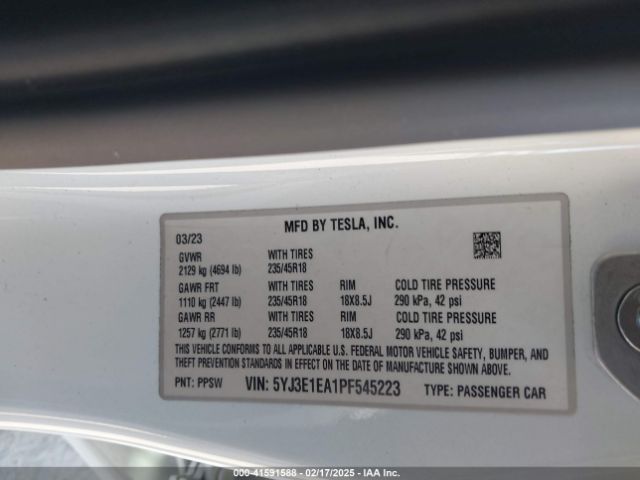 MFD BY TESLA, INC.
03/23
GVWR WITH TIRES
2129 kg (4694 lb) 235/45R18
GAWR FRT WITH TIRES RIM COLD TIRE PRESSURE
1110 kg (2447 lb) 235/45R18 18X8.5J 290 kPa, 42 psi
GAWR RR WITH TIRES RIM COLD TIRE PRESSURE
1257 kg (2771 lb) 235/45R18 18X8.5J 290 kPa, 42 psi
THIS VEHICLE CONFORMS TO ALL APPLICABLE U.S. FEDERAL MOTOR VEHICLE SAFETY, BUMPER, AND
THEFT PREVENTION STANDARDS IN EFFECT ON THE DATE OF MANUFACTURE SHOWN ABOVE.
PNT: PPSW VIN: 5YJ3E1EA1PF545223 TYPE: PASSENGER CAR
000-41591588 - 02/17/2025 - IAA Inc.